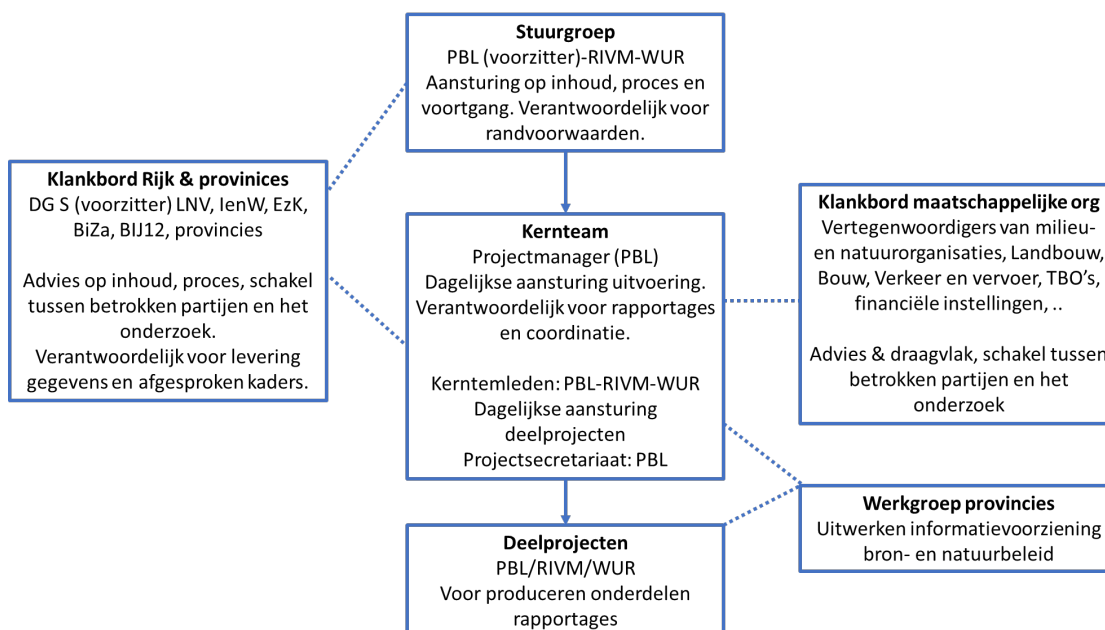 Stuurgroep
PBL (voorzitter)-RIVM-WUR
Aansturing op inhoud, proces en
voortgang. Verantwoordelijk voor
randvoorwaarden.
Klankbord Rijk & provinices
DG S (voorzitter) LNV, IenW, EzK,
BiZa, BIJ12, provincies
Advies op inhoud, proces, schakel
tussen betrokken partijen en het
onderzoek.
Verantwoordelijk voor levering
gegevens en afgesproken kaders.
Kernteam
Projectmanager (PBL)
Dagelijkse aansturing uitvoering.
Verantwoordelijk voor rapportages
en coordinatie.
Kerntemleden: PBL-RIVM-WUR
Dagelijkse aansturing
deelprojecten
Projectsecretariaat: PBL
Klankbord maatschappelijke org
Vertegenwoordigers van milieu-
en natuurorganisaties, Landbouw,
Bouw, Verkeer en vervoer, TBO’s,
financiële instellingen, ..
Advies & draagvlak, schakel tussen
betrokken partijen en het
onderzoek
Werkgroep provincies
Uitwerken informatievoorziening
bron- en natuurbeleid
Deelprojecten
PBL/RIVM/WUR
Voor produceren onderdelen
rapportages